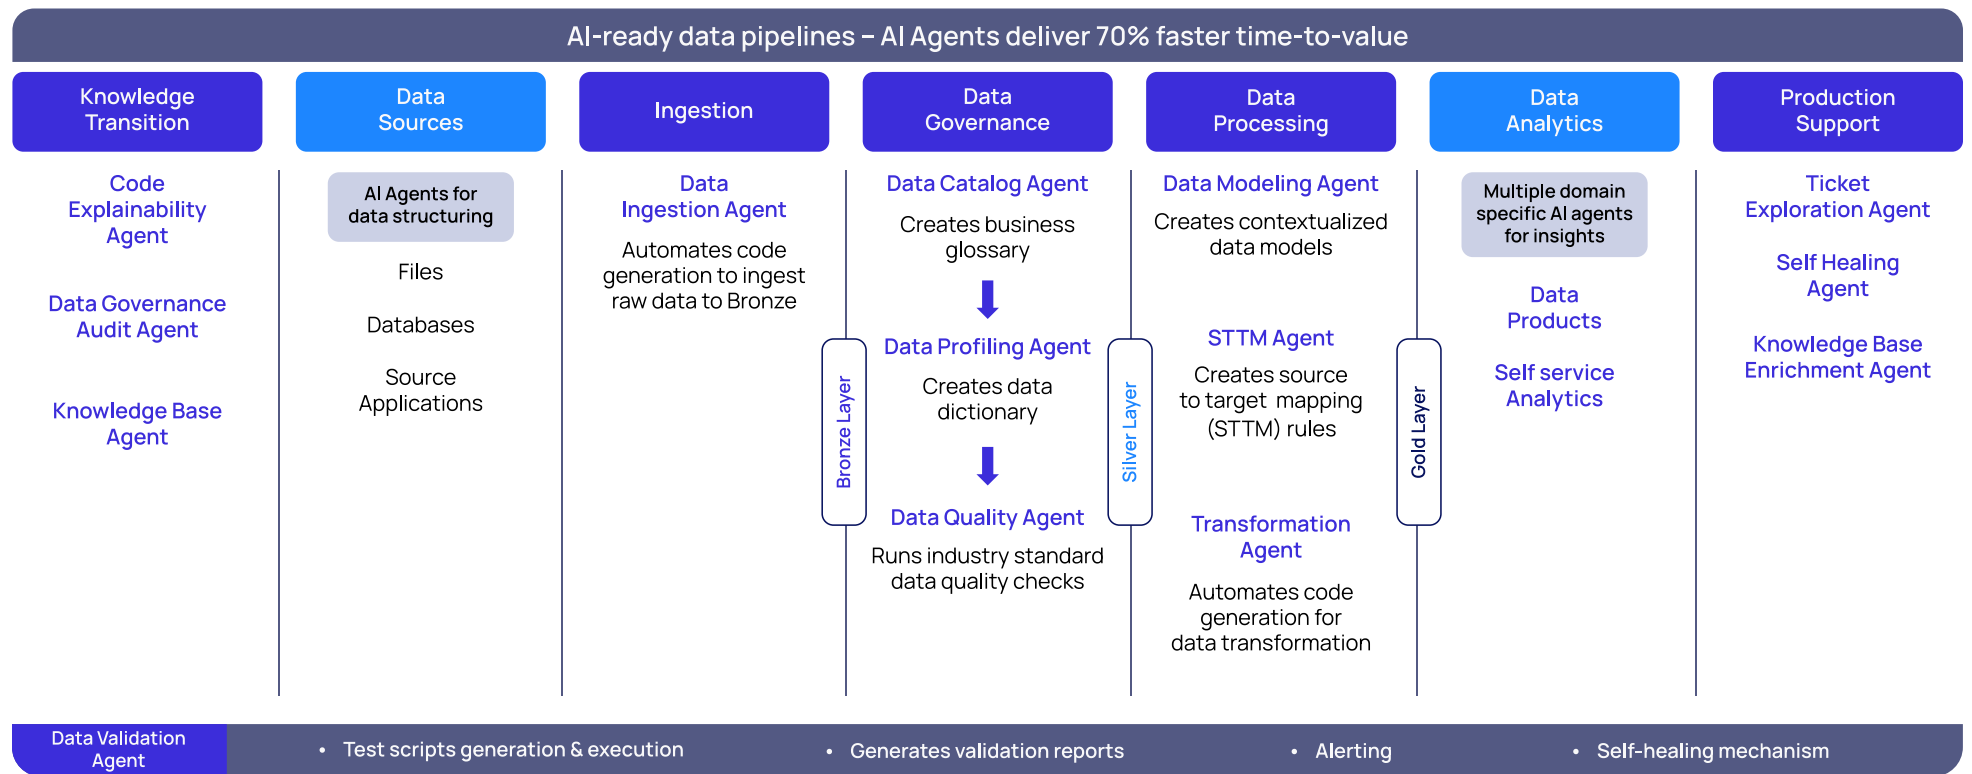 AI-ready data pipelines – AI Agents deliver 70% faster time-to-value
Knowledge
Transition
Code
Explainability
Agent
Data Governance
Audit Agent
Knowledge Base
Agent
Data
Sources
AI Agents for
data structuring
Files
Databases
Source
Applications
Ingestion
Data
Ingestion Agent
Automates code
generation to ingest
raw data to Bronze
Bronze Layer
Data
Governance
Data Catalog Agent
Creates business
glossary
Data Profiling Agent
Creates data
dictionary
Data Quality Agent
Runs industry standard
data quality checks
Silver Layer
Data
Processing
Data Modeling Agent
Creates contextualized
data models
STTM Agent
Creates source
to target mapping
(STTM) rules
Transformation
Agent
Automates code
generation for
data transformation
Gold Layer
Data
Analytics
Multiple domain
specific AI agents
for insights
Data
Products
Self service
Analytics
Production
Support
Ticket
Exploration Agent
Self Healing
Agent
Knowledge Base
Enrichment Agent
Data Validation
Agent
• Test scripts generation & execution
• Generates validation reports
• Alerting
• Self-healing mechanism